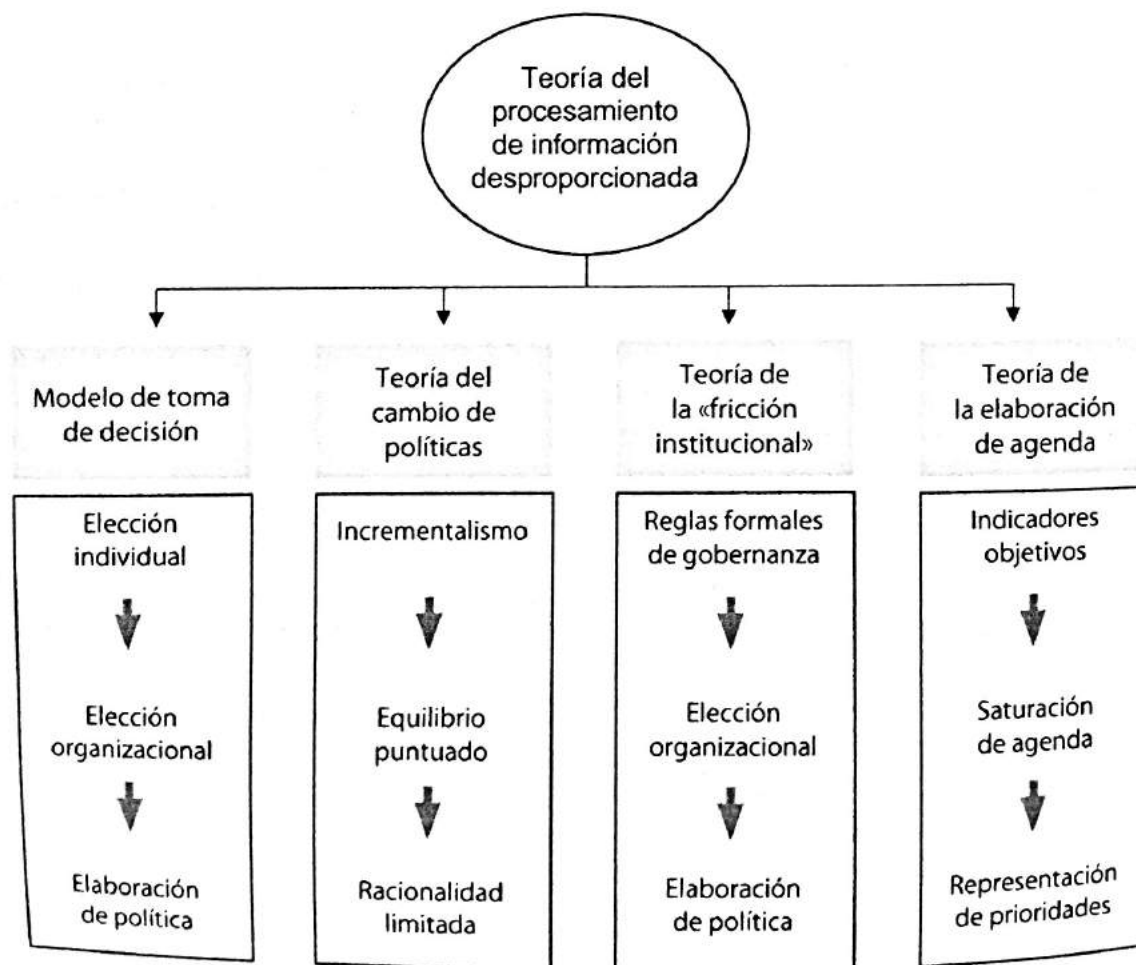 Teoría del
procesamiento
de información
desproporcionada
Modelo de toma
de decisión
Teoría del
cambio de
políticas
Teoría de
la «fricción
institucional»
Teoría de
la elaboración
de agenda
Elección
individual
Elección
organizacional
Elaboración
de política
Incrementalismo
Equilibrio
puntuado
Racionalidad
limitada
Reglas formales
de gobernanza
Elección
organizacional
Elaboración
de política
Indicadores
objetivos
Saturación
de agenda
Representación
de prioridades